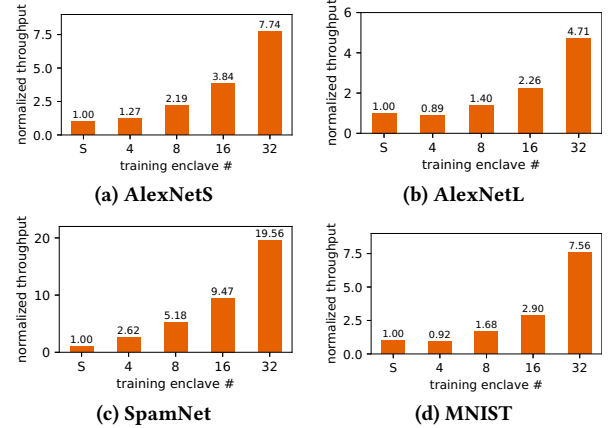 normalized throughput
7.5
5.0
2.5
0.0
1.00
1.27
2.19
3.84
7.74
S 4 8 16 32
training enclave #
(a) AlexNetS
normalized throughput
6
4
2
0
1.00
0.89
1.40
2.26
4.71
S 4 8 16 32
training enclave #
(b) AlexNetL
normalized throughput
20
10
0
1.00
2.62
5.18
9.47
19.56
S 4 8 16 32
training enclave #
(c) SpamNet
normalized throughput
7.5
5.0
2.5
0.0
1.00
0.92
1.68
2.90
7.56
S 4 8 16 32
training enclave #
(d) MNIST